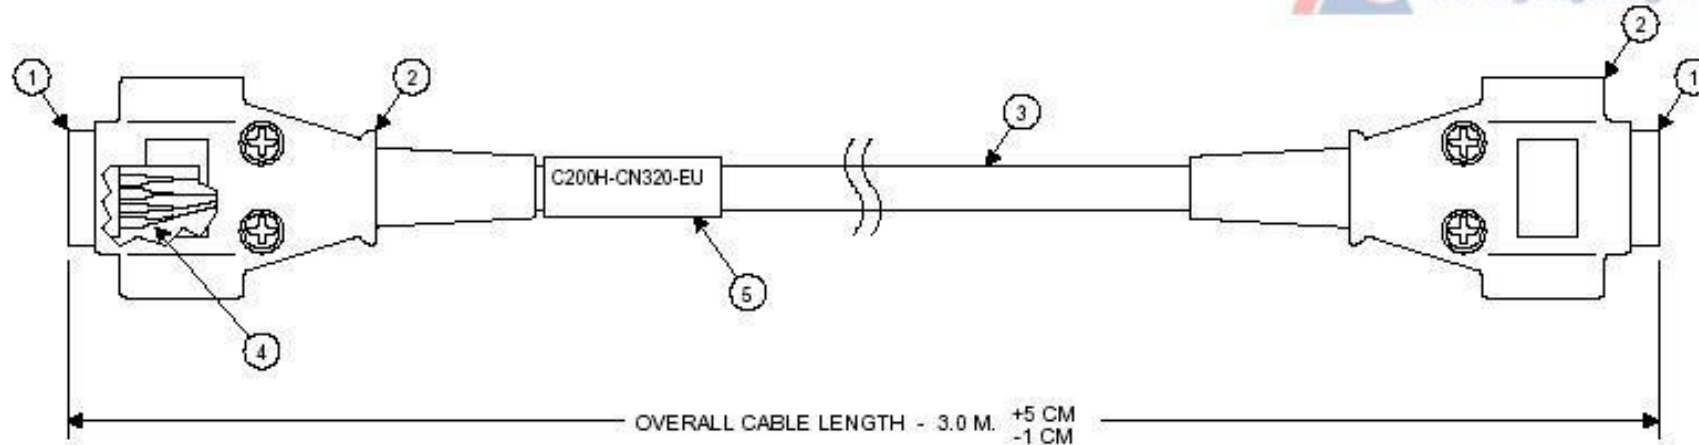 1
2
3
2
1
C200H-CN320-EU
5
4
OVERALL CABLE LENGTH - 3.0 M. +5 CM
-1 CM